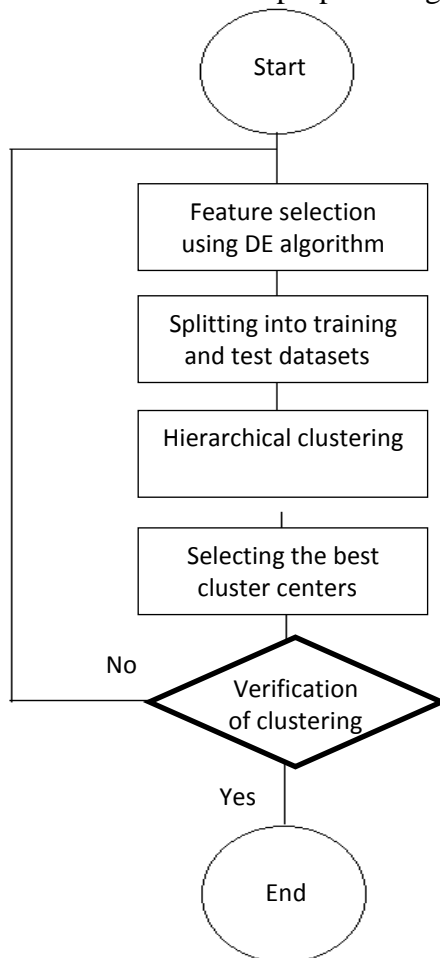 Start
Feature selection
using DE algorithm
Splitting into training
and test datasets
Hierarchical clustering
Selecting the best
cluster centers
No
Verification
of clustering
Yes
End